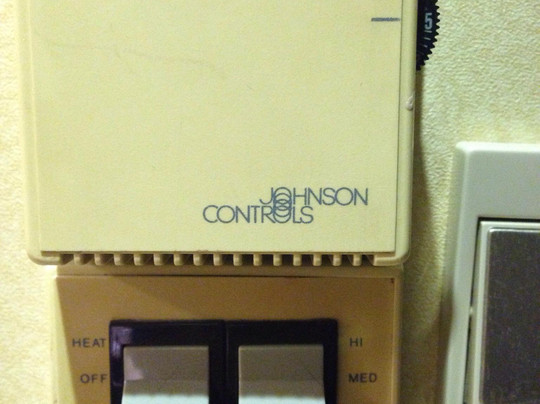 5
JOHNSON
CONTROLS
HEAT HI
OFF MED